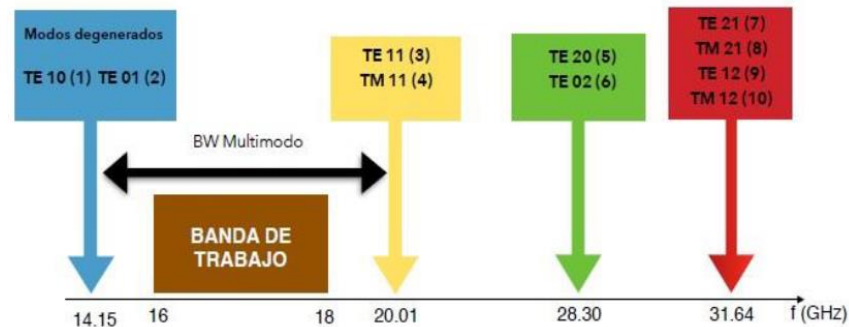 Modos degenerados
TE 10 (1) TE 01 (2)
TE 11 (3)
TM 11 (4)
TE 20 (5)
TE 02 (6)
TE 21 (7)
TM 21 (8)
TE 12 (9)
TM 12 (10)
BW Multimodo
BANDA DE
TRABAJO
14.15 16 18 20.01 28.30 31.64 f (GHz)